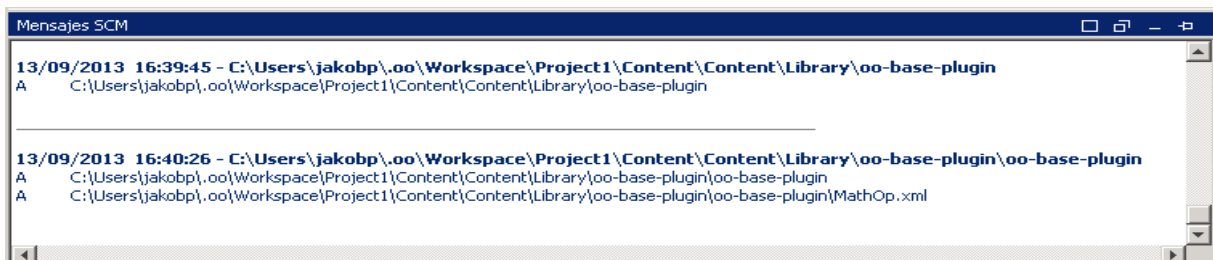 Mensajes SCM
13/09/2013 16:39:45 - C:\Users\jakobp\.oo\Workspace\Project1\Content\Content\Library\oo-base-plugin
A C:\Users\jakobp\.oo\Workspace\Project1\Content\Content\Library\oo-base-plugin
13/09/2013 16:40:26 - C:\Users\jakobp\.oo\Workspace\Project1\Content\Content\Library\oo-base-plugin\oo-base-plugin
A C:\Users\jakobp\.oo\Workspace\Project1\Content\Content\Library\oo-base-plugin\oo-base-plugin
A C:\Users\jakobp\.oo\Workspace\Project1\Content\Content\Library\oo-base-plugin\oo-base-plugin\MathOp.xml